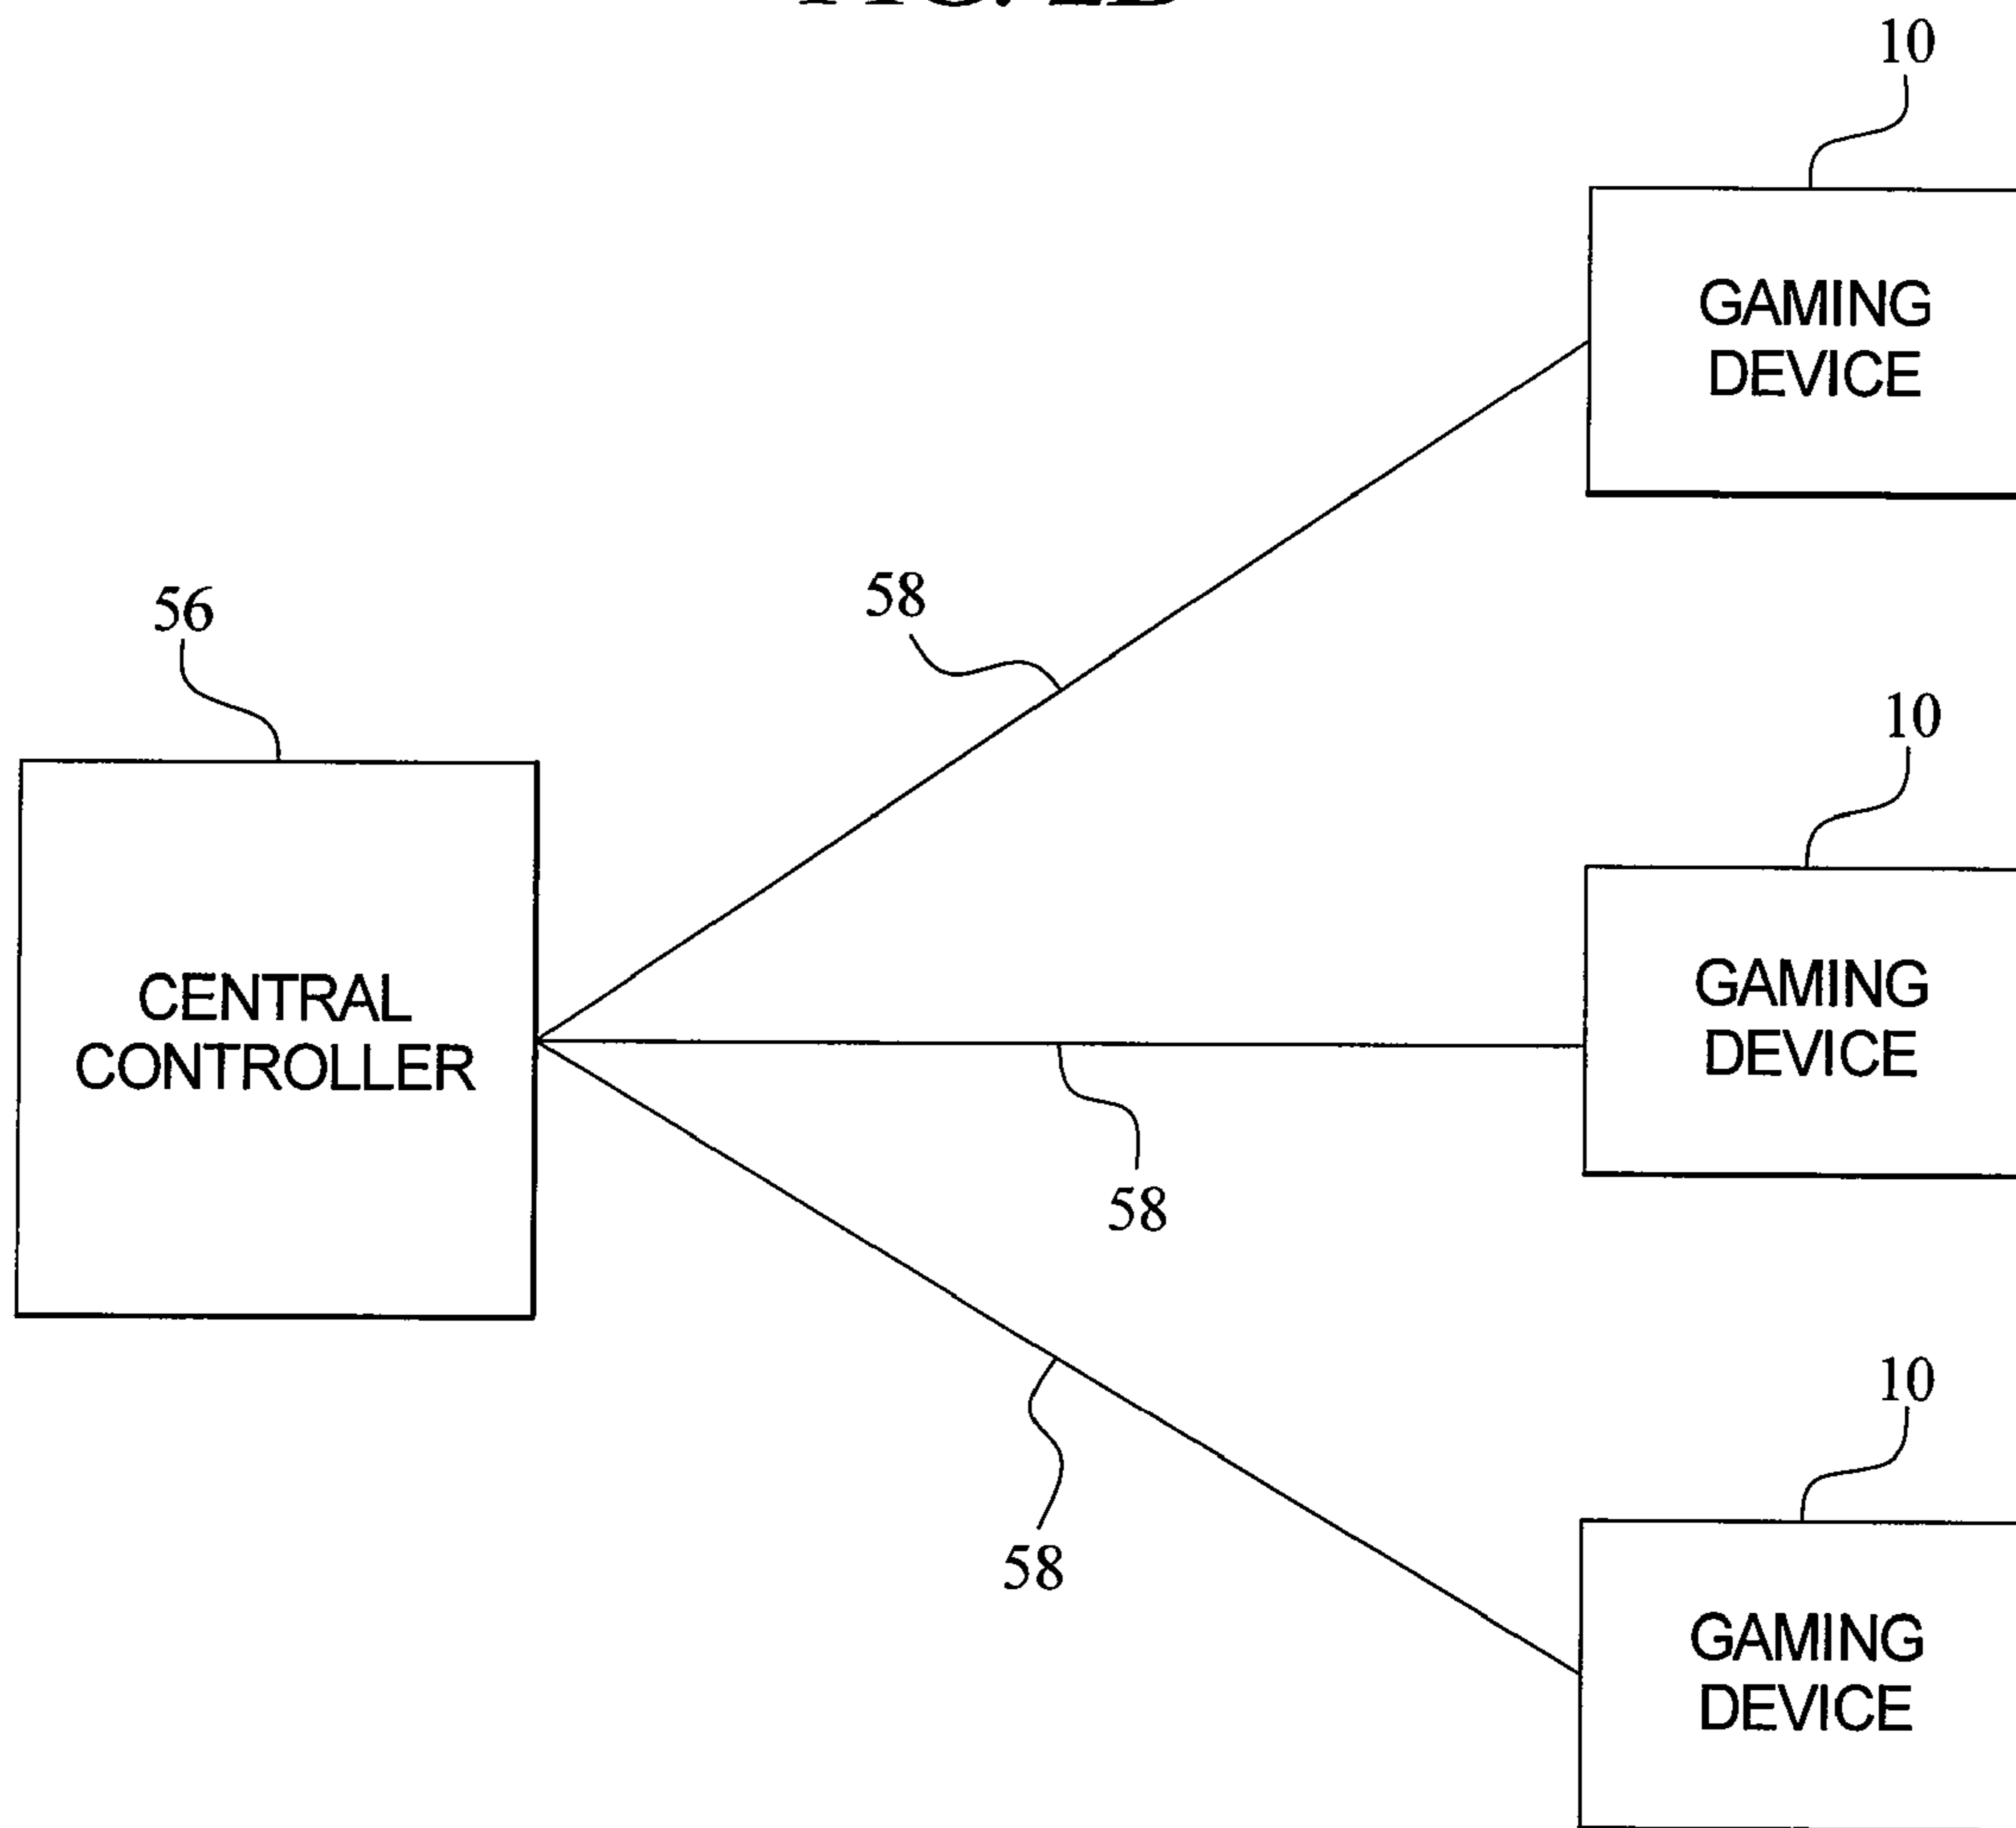 10
GAMING
DEVICE
58
56
10
CENTRAL
CONTROLLER
GAMING
DEVICE
58
10
58
GAMING
DEVICE